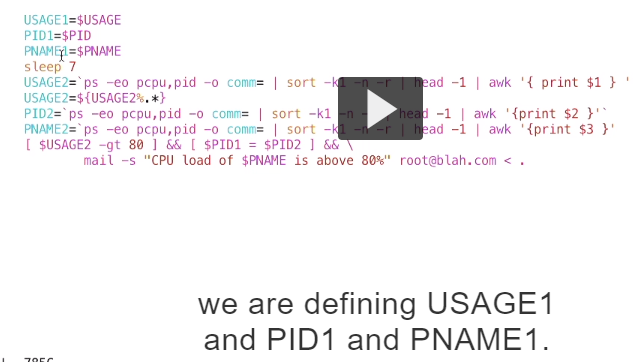 USAGE1=$USAGE
PID1=$PID
PNAME1=$PNAME
sleep 7
USAGE2=`ps -eo pcpu,pid -o comm= | sort -k1 -n -r | head -1 | awk '{ print $1 } '
USAGE2=${USAGE2%.*}
PID2=`ps -eo pcpu,pid -o comm= | sort -k1 -n -r | head -1 | awk '{print $2 }'`
PNAME2=`ps -eo pcpu,pid -o comm= | sort -k1 -n -r | head -1 | awk '{print $3 }'
[ $USAGE2 -gt 80 ] && [ $PID1 = $PID2 ] && \
mail -s "CPU load of $PNAME is above 80%" root@blah.com < .
we are defining USAGE1
and PID1 and PNAME1.